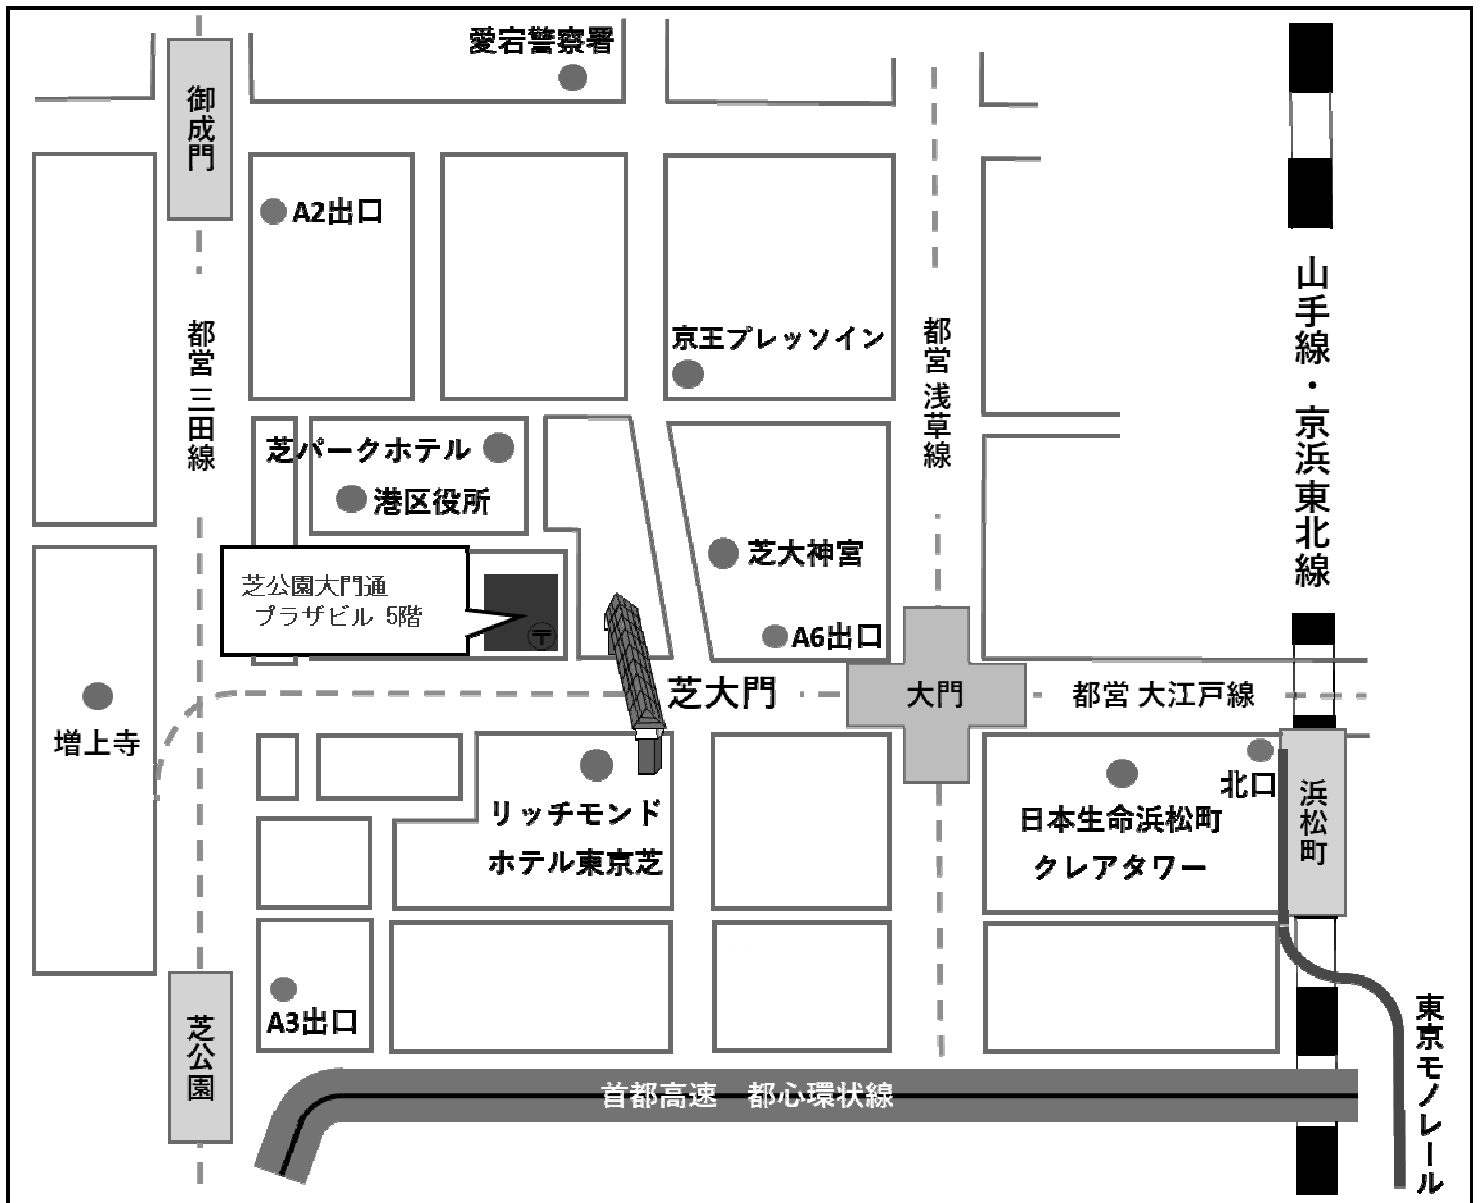 愛宕警察署
御成門
A2出口
山手線・京浜東北線
都営 三田線
都営 浅草線
京王プレッソイン
芝パークホテル
港区役所
芝大神宮
芝公園大門通
プラザビル 5階
〒
A6出口
芝大門
大門
都営 大江戸線
増上寺
北口
浜松町
リッチモンド
ホテル東京芝
日本生命浜松町
クレアタワー
A3出口
芝公園
東京モノレール
首都高速 都心環状線